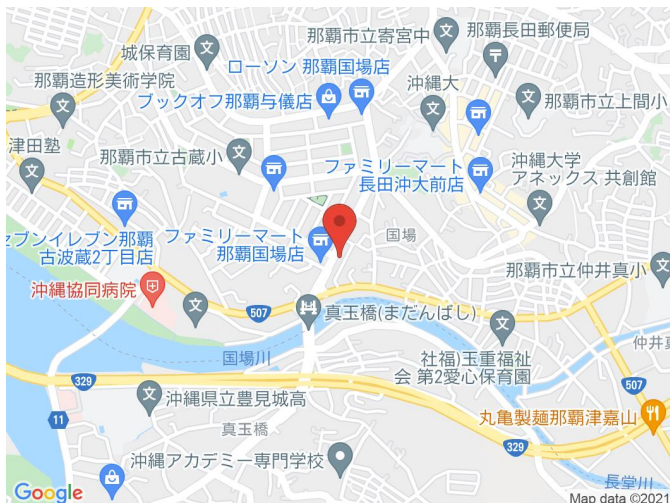 那覇市立寄宮中
那覇長田郵便局
城保育園
ローソン 那覇国場店
沖縄大
那覇造形美術学院
ブックオフ那覇与儀店
那覇市立上間小
津田塾
那覇市立古蔵小
ファミリーマート
長田沖大前店
沖縄大学
アネックス 共創館
国場
セブンイレブン那覇
古波蔵2丁目店
ファミリーマート
那覇国場店
那覇市立仲井真小
沖縄協同病院
507
真玉橋(まだんばし)
国場川
社福)玉重福祉
会 第2愛心保育園
仲井真
329
507
沖縄県立豊見城高
丸亀製麺那覇津嘉山
11
真玉橋
329
沖縄アカデミー専門学校
長堂川
Google
Map data ©2021